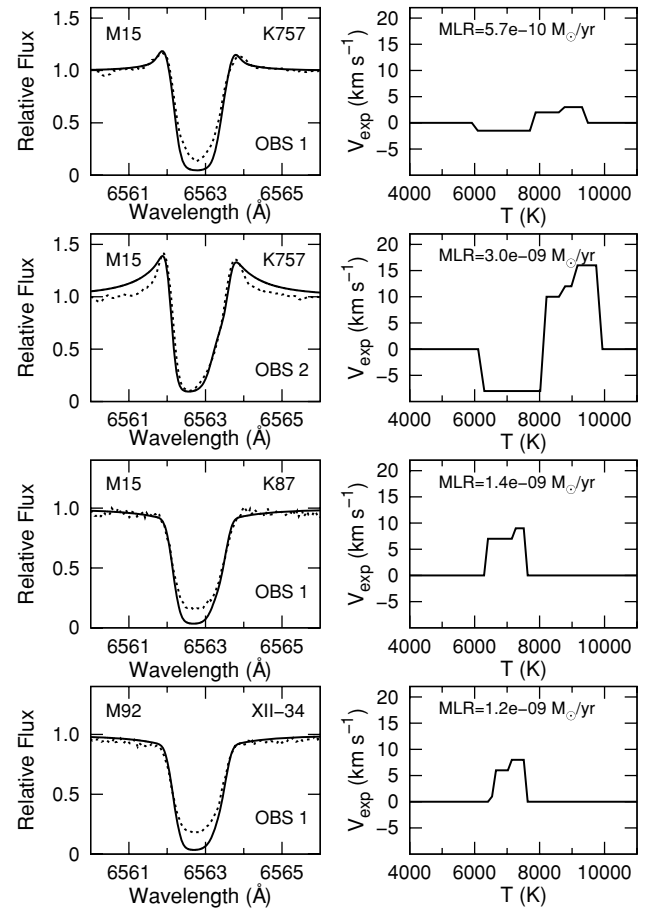 M15 K757
OBS 1
1.0
0.5
0
Relative Flux
6561 6563 6565
Wavelength (Å)
MLR=5.7e-10 M☉/yr
20
15
10
5
0
−5
V_exp (km s⁻¹)
4000 6000 8000 10000
T (K)
M15 K757
OBS 2
1.5
1.0
0.5
0
Relative Flux
6561 6563 6565
Wavelength (Å)
MLR=3.0e-09 M☉/yr
20
15
10
5
0
−5
V_exp (km s⁻¹)
4000 6000 8000 10000
T (K)
M15 K87
OBS 1
1.0
0.5
0
Relative Flux
6561 6563 6565
Wavelength (Å)
MLR=1.4e-09 M☉/yr
20
15
10
5
0
−5
V_exp (km s⁻¹)
4000 6000 8000 10000
T (K)
M92 XII−34
OBS 1
1.0
0.5
0
Relative Flux
6561 6563 6565
Wavelength (Å)
MLR=1.2e-09 M☉/yr
20
15
10
5
0
−5
V_exp (km s⁻¹)
4000 6000 8000 10000
T (K)